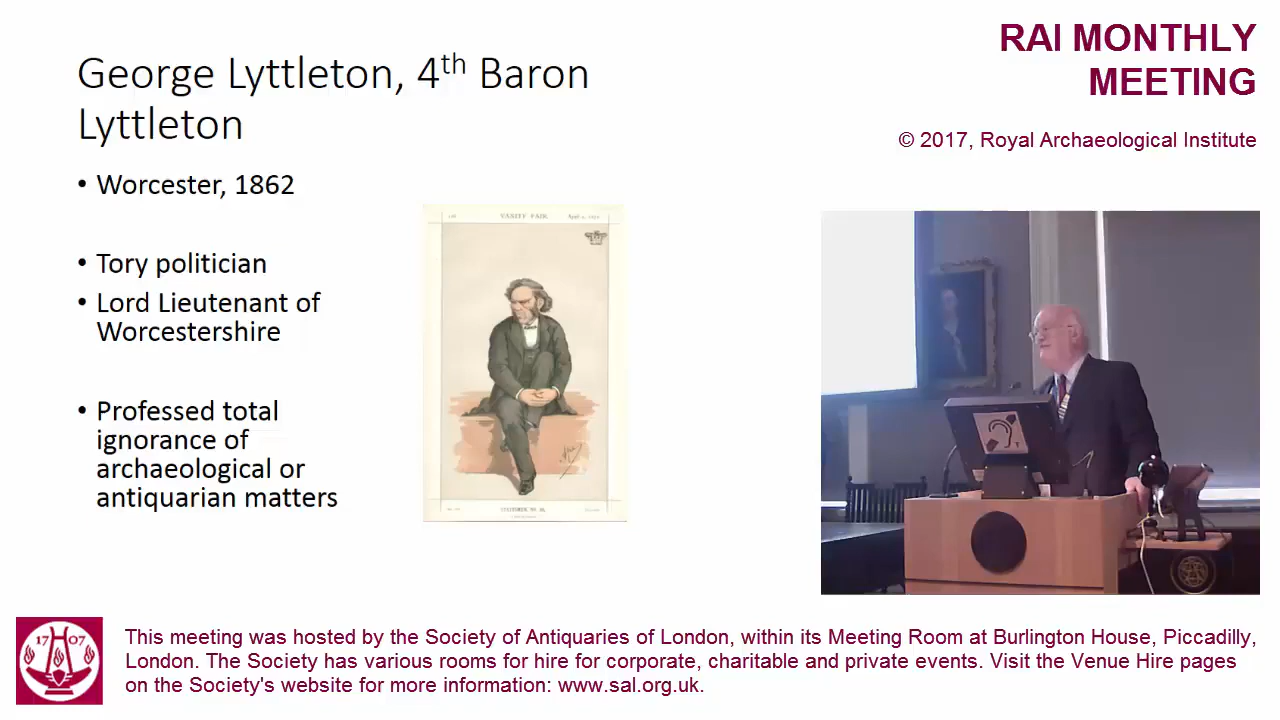 George Lyttleton, 4th Baron
Lyttleton
• Worcester, 1862
• Tory politician
• Lord Lieutenant of
Worcestershire
• Professed total
ignorance of
archaeological or
antiquarian matters
VANITY FAIR.
RAI MONTHLY
MEETING
© 2017, Royal Archaeological Institute
T
17 07
This meeting was hosted by the Society of Antiquaries of London, within its Meeting Room at Burlington House, Piccadilly,
London. The Society has various rooms for hire for corporate, charitable and private events. Visit the Venue Hire pages
on the Society's website for more information: www.sal.org.uk.